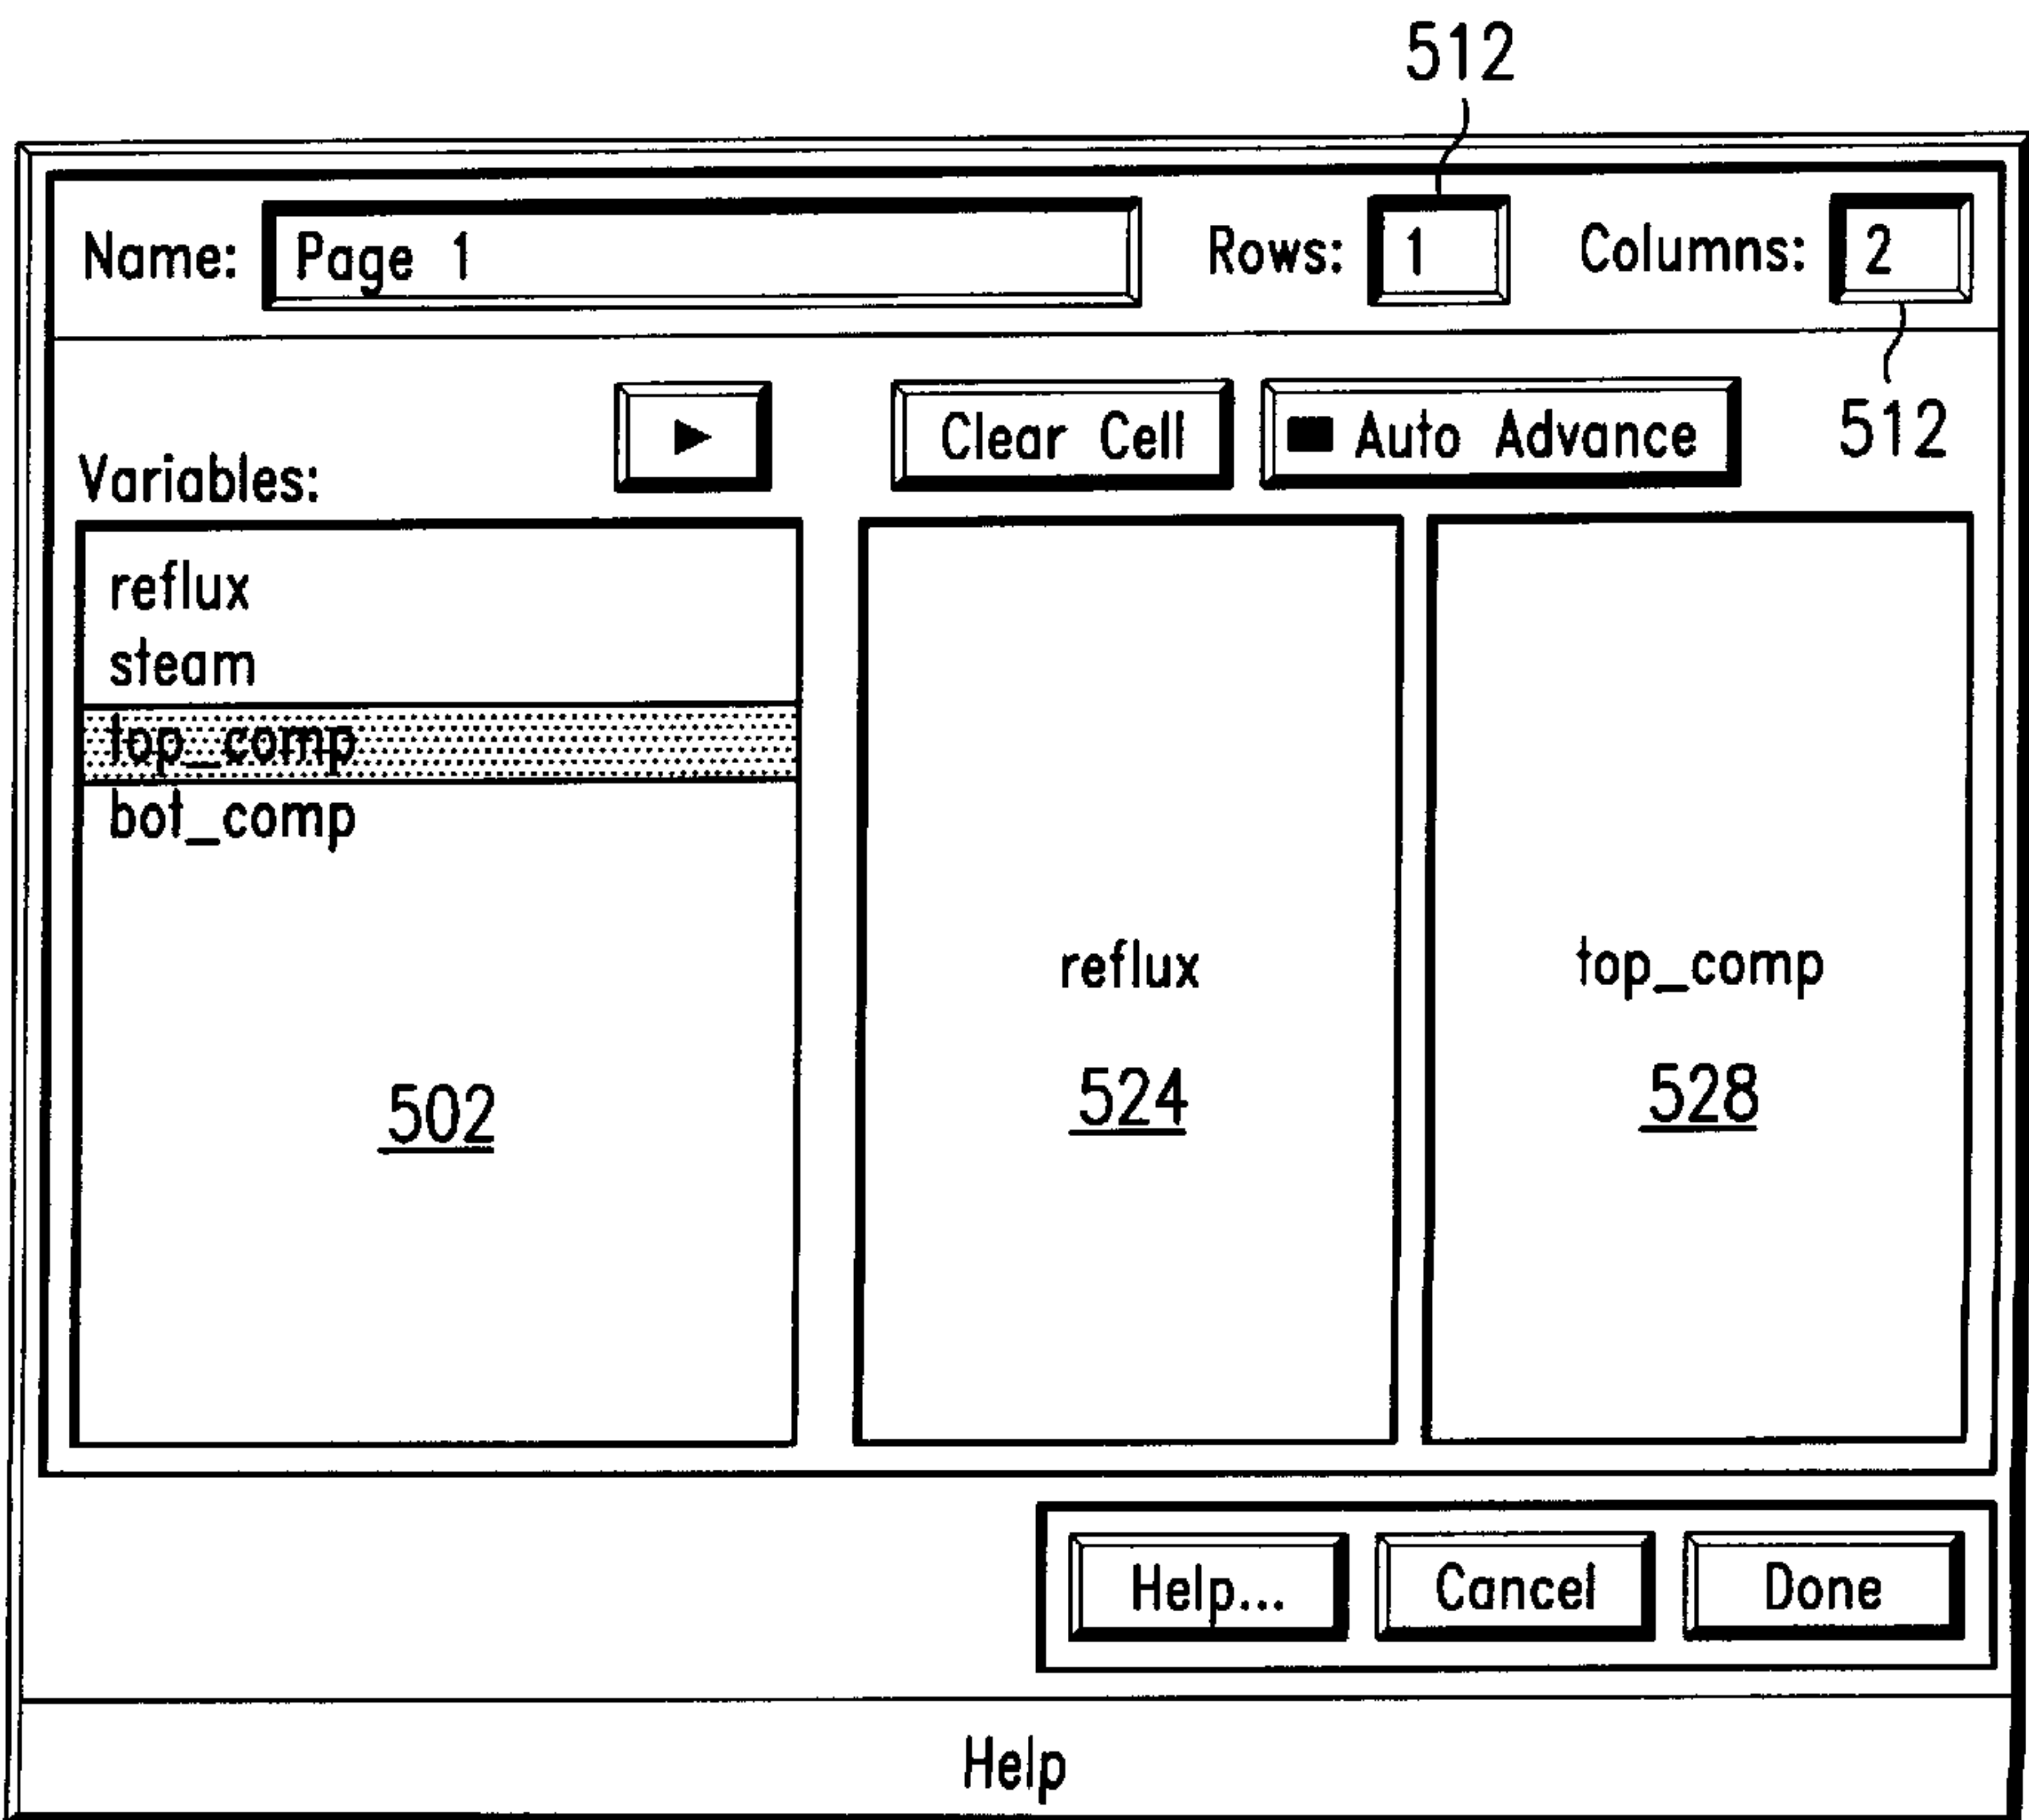 512
Name: Page 1 Rows: 1 Columns: 2
Clear Cell Auto Advance 512
Variables:
reflux
steam
top_comp
bot_comp
reflux top_comp
502 524 528
Help... Cancel Done
Help